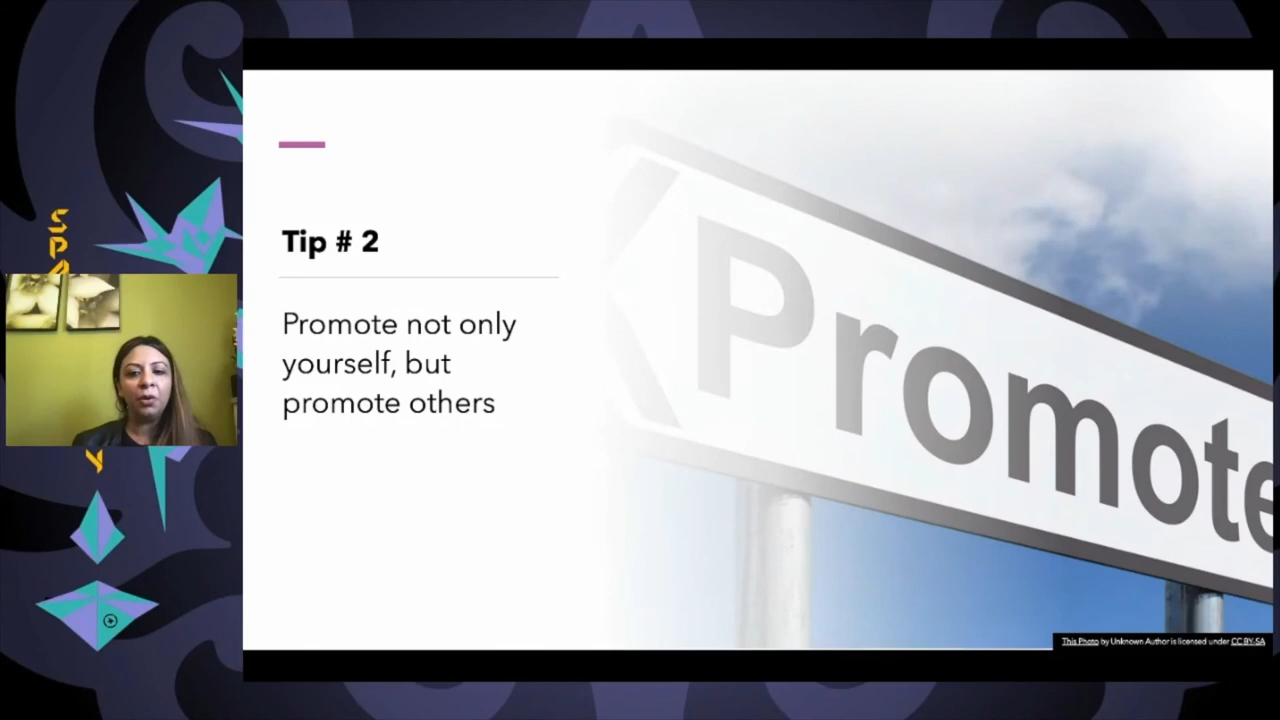 Tip # 2
Promote not only
yourself, but
promote others
Promote
This Photo by Unknown Author is licensed under CC BY-SA